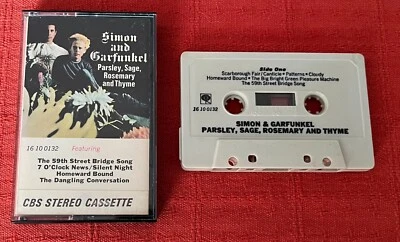 Simon
and
Garfunkel
Parsley, Sage,
Rosemary
and Thyme
16 10 0132 Featuring
The 59th Street Bridge Song
7 O'Clock News/Silent Night
Homeward Bound
The Dangling Conversation
CBS STEREO CASSETTE
Side One
Scarborough Fair/Canticle • Patterns • Cloudy
Homeward Bound • The Big Bright Green Pleasure Machine
The 59th Street Bridge Song
16 10 0132
SIMON & GARFUNKEL
PARSLEY, SAGE, ROSEMARY AND THYME